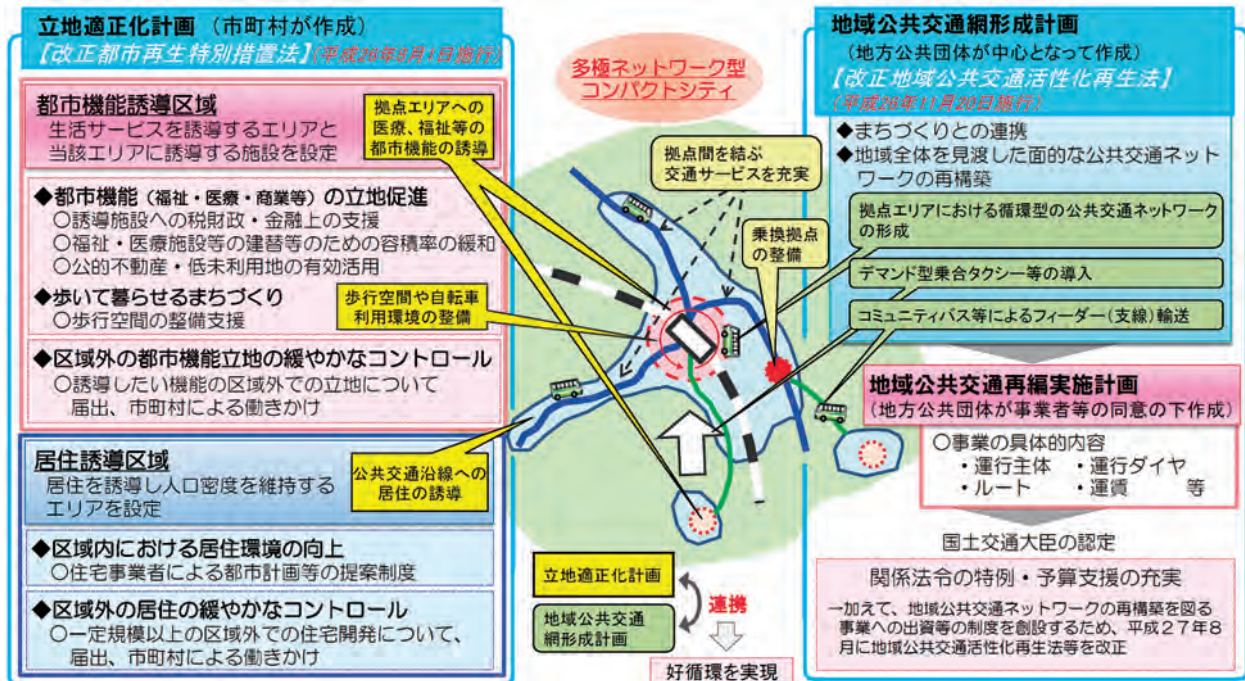 立地適正化計画（市町村が作成）
【改正都市再生特別措置法】(平成26年8月1日施行)
都市機能誘導区域
生活サービスを誘導するエリアと
当該エリアに誘導する施設を設定
◆都市機能（福祉・医療・商業等）の立地促進
○誘導施設への税財政・金融上の支援
○福祉・医療施設等の建替等のための容積率の緩和
○公的不動産・低未利用地の有効活用
◆歩いて暮らせるまちづくり
○歩行空間の整備支援
◆区域外の都市機能立地の緩やかなコントロール
○誘導したい機能の区域外での立地について
届出、市町村による働きかけ
居住誘導区域
居住を誘導し人口密度を維持する
エリアを設定
◆区域内における居住環境の向上
○住宅事業者による都市計画等の提案制度
◆区域外の居住の緩やかなコントロール
○一定規模以上の区域外での住宅開発について、
届出、市町村による働きかけ
拠点エリアへの
医療、福祉等の
都市機能の誘導
歩行空間や自転車
利用環境の整備
公共交通沿線への
居住の誘導
多極ネットワーク型
コンパクトシティ
拠点間を結ぶ
交通サービスを充実
乗換拠点
の整備
立地適正化計画
連携
地域公共交通
網形成計画
好循環を実現
地域公共交通網形成計画
（地方公共団体が中心となって作成）
【改正地域公共交通活性化再生法】
(平成26年11月20日施行)
◆まちづくりとの連携
◆地域全体を見渡した面的な公共交通ネット
ワークの再構築
拠点エリアにおける循環型の公共交通ネットワーク
の形成
デマンド型乗合タクシー等の導入
コミュニティバス等によるフィーダー(支線)輸送
地域公共交通再編実施計画
（地方公共団体が事業者等の同意の下作成）
○事業の具体的内容
・運行主体 ・運行ダイヤ
・ルート ・運賃 等
国土交通大臣の認定
関係法令の特例・予算支援の充実
→加えて、地域公共交通ネットワークの再構築を図る
事業への出資等の制度を創設するため、平成２７年８
月に地域公共交通活性化再生法等を改正